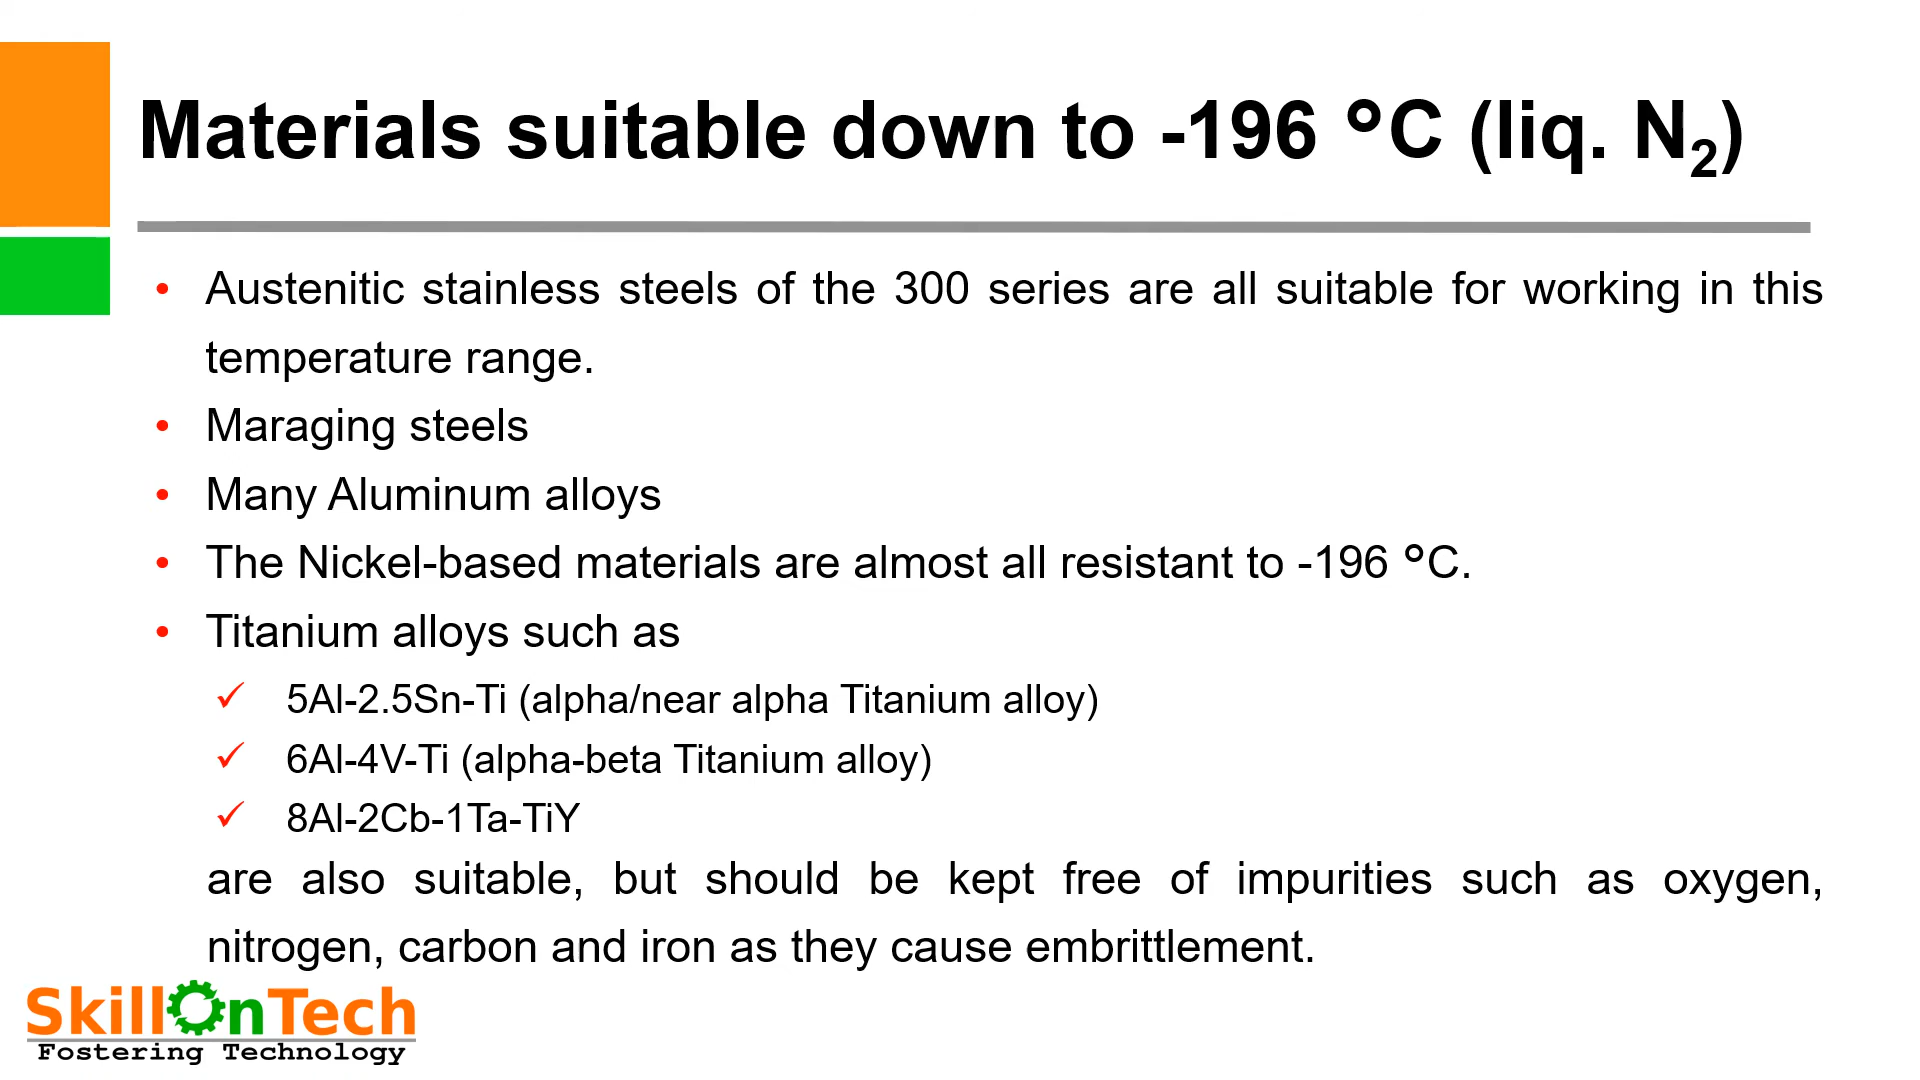 Materials suitable down to -196 °C (liq. N₂)
• Austenitic stainless steels of the 300 series are all suitable for working in this
temperature range.
• Maraging steels
• Many Aluminum alloys
• The Nickel-based materials are almost all resistant to -196 °C.
• Titanium alloys such as
✓ 5Al-2.5Sn-Ti (alpha/near alpha Titanium alloy)
✓ 6Al-4V-Ti (alpha-beta Titanium alloy)
✓ 8Al-2Cb-1Ta-TiY
are also suitable, but should be kept free of impurities such as oxygen,
nitrogen, carbon and iron as they cause embrittlement.
SkillOnTech
Fostering Technology